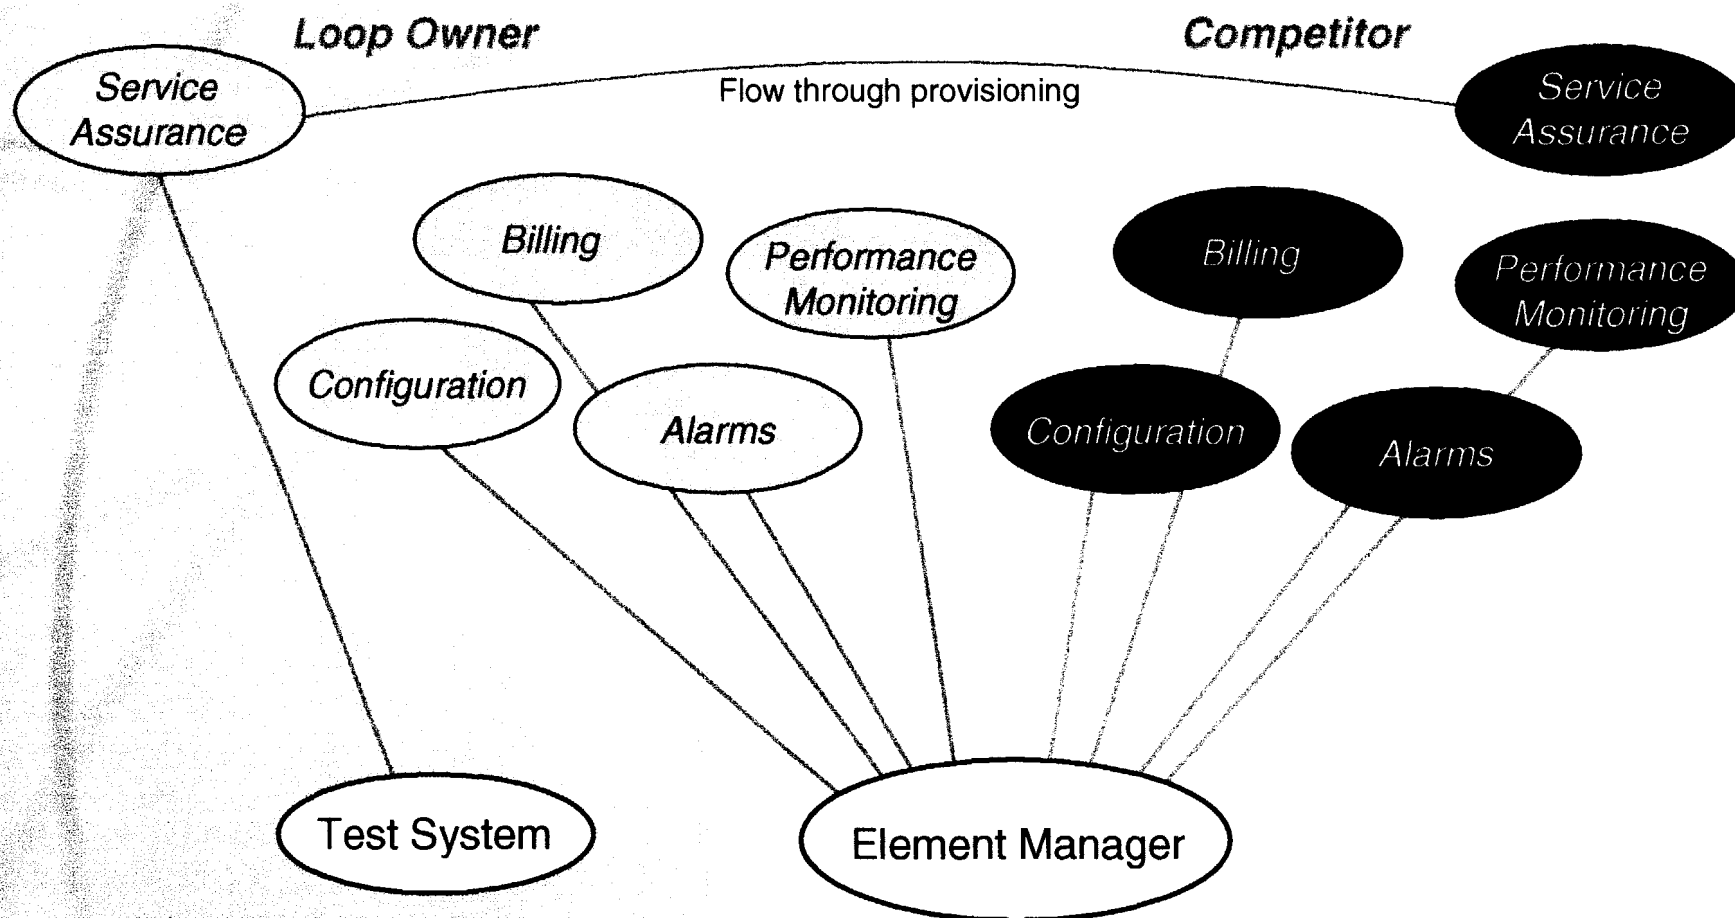 Loop Owner
Competitor
Service
Assurance
Flow through provisioning
Service
Assurance
Billing
Performance
Monitoring
Billing
Performance
Monitoring
Configuration
Alarms
Configuration
Alarms
Test System
Element Manager